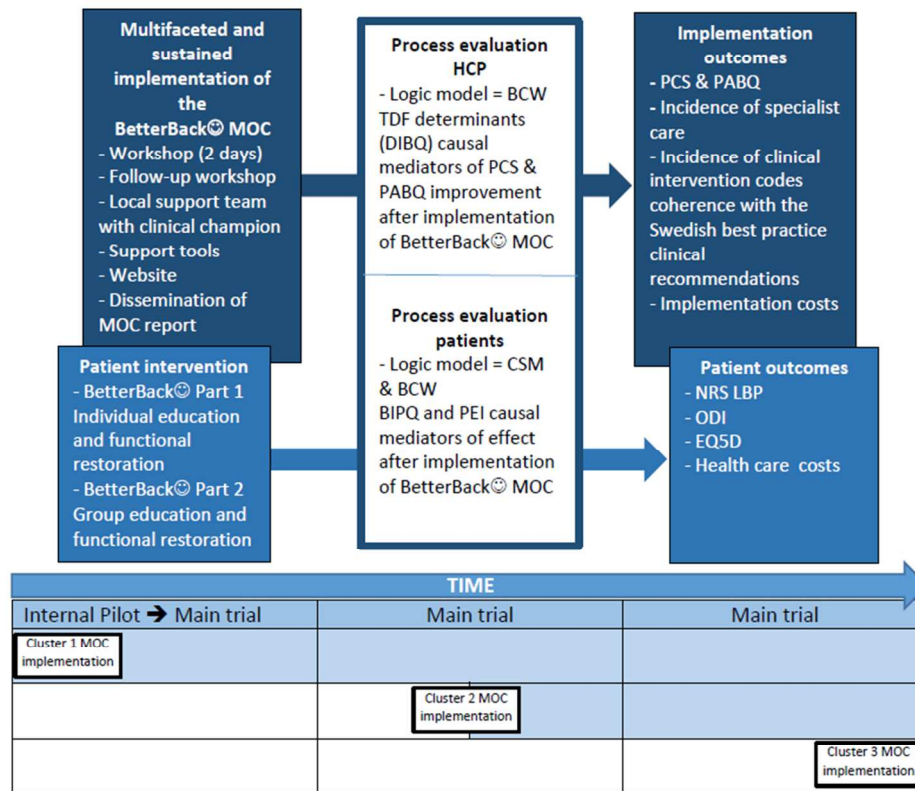 Multifaceted and
sustained
implementation of
the
BetterBack☺ MOC
- Workshop (2 days)
- Follow-up workshop
- Local support team
with clinical champion
- Support tools
- Website
- Dissemination of
MOC report
Process evaluation
HCP
- Logic model = BCW
TDF determinants
(DIBQ) causal
mediators of PCS &
PABQ improvement
after implementation
of BetterBack☺ MOC
Implementation
outcomes
- PCS & PABQ
- Incidence of specialist
care
- Incidence of clinical
intervention codes
coherence with the
Swedish best practice
clinical
recommendations
- Implementation costs
Patient intervention
- BetterBack☺ Part 1
Individual education
and functional
restoration
- BetterBack☺ Part 2
Group education and
functional restoration
Process evaluation
patients
- Logic model = CSM
& BCW
BIPQ and PEI causal
mediators of effect
after implementation
of BetterBack☺ MOC
Patient outcomes
- NRS LBP
- ODI
- EQ5D
- Health care costs
TIME
Internal Pilot ➔ Main trial
Main trial
Main trial
Cluster 1 MOC
implementation
Cluster 2 MOC
implementation
Cluster 3 MOC
implementation